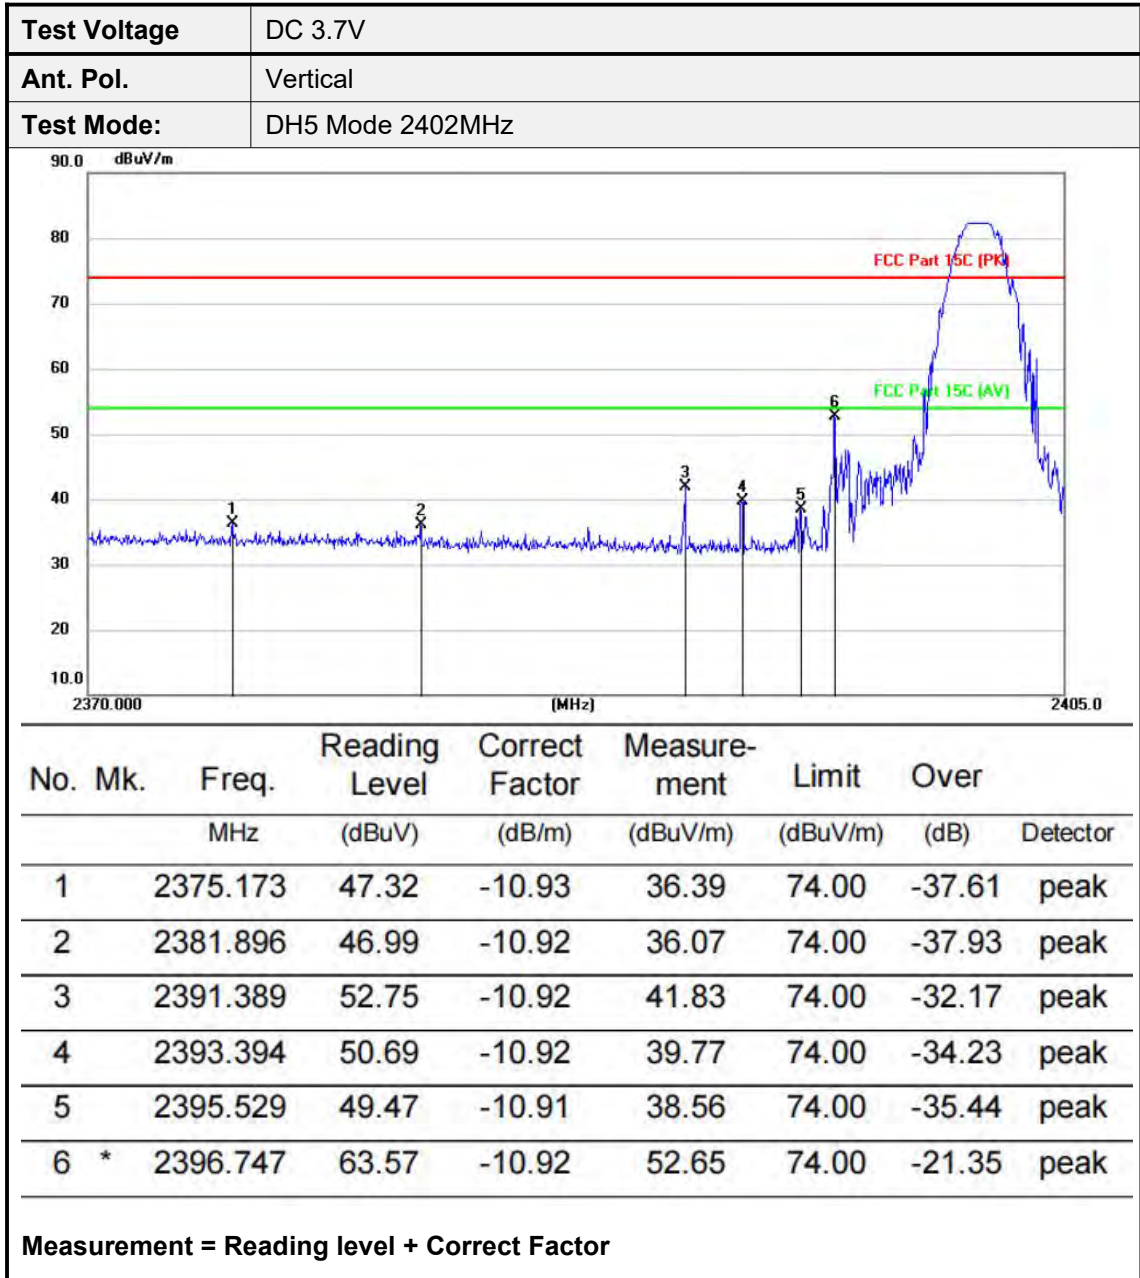 Test Voltage DC 3.7V
Ant. Pol. Vertical
Test Mode: DH5 Mode 2402MHz
90.0 dBuV/m
80
FCC Part 15C (PK)
70
60
FCC Part 15C (AV)
6
50
3
4
5
40
1
2
30
20
10.0
2370.000 (MHz) 2405.0
No. Mk. Freq. Reading Level Correct Factor Measure-ment Limit Over
MHz (dBuV) (dB/m) (dBuV/m) (dBuV/m) (dB) Detector
1 2375.173 47.32 -10.93 36.39 74.00 -37.61 peak
2 2381.896 46.99 -10.92 36.07 74.00 -37.93 peak
3 2391.389 52.75 -10.92 41.83 74.00 -32.17 peak
4 2393.394 50.69 -10.92 39.77 74.00 -34.23 peak
5 2395.529 49.47 -10.91 38.56 74.00 -35.44 peak
6 * 2396.747 63.57 -10.92 52.65 74.00 -21.35 peak
Measurement = Reading level + Correct Factor